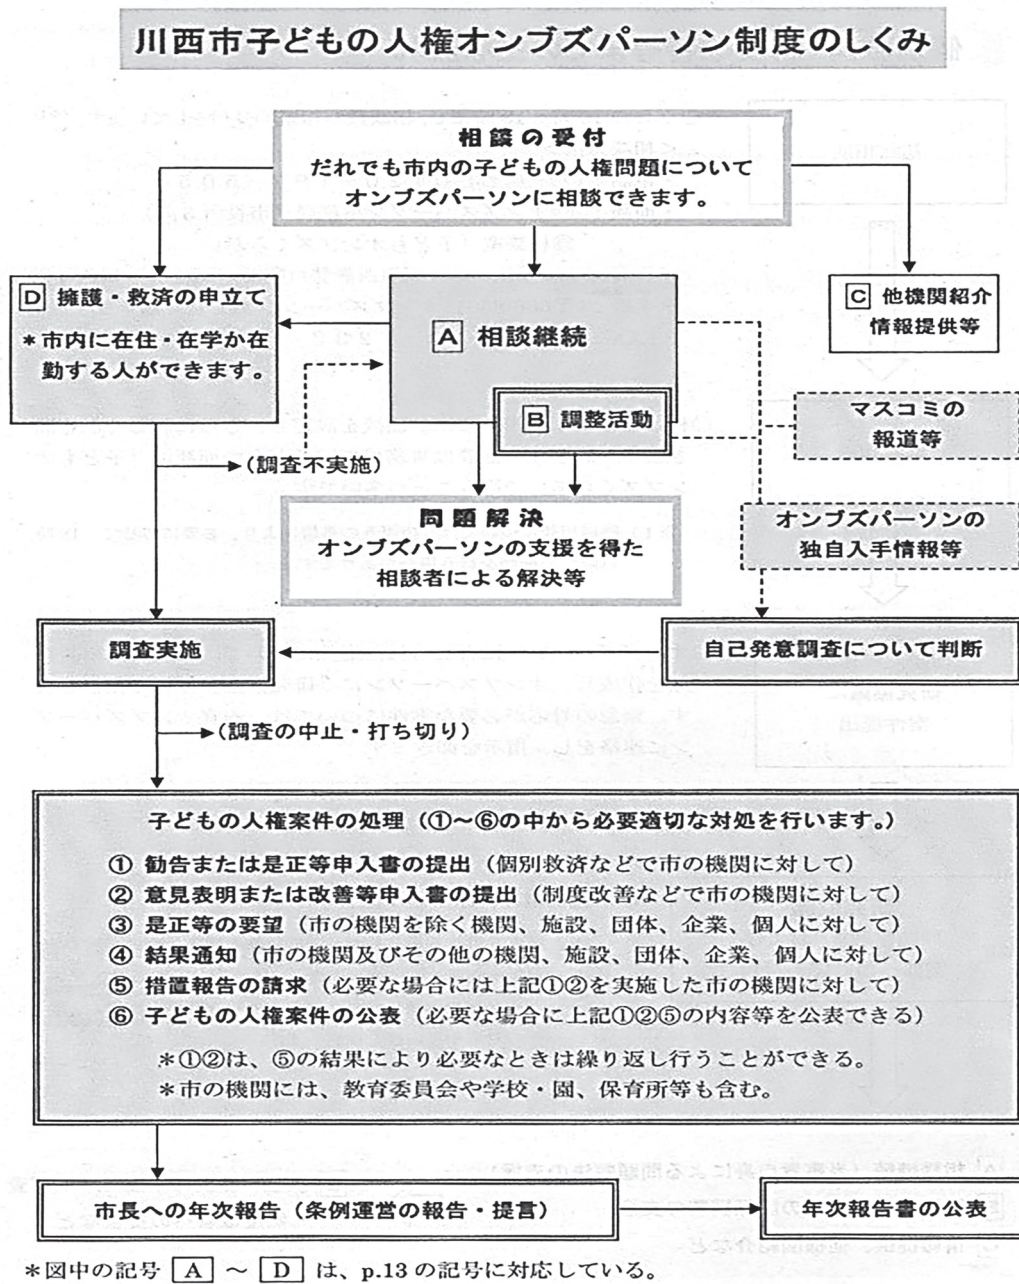 川西市子どもの人権オンブズパーソン制度のしくみ
相談の受付
だれでも市内の子どもの人権問題について
オンブズパーソンに相談できます。
D 擁護・救済の申立て
*市内に在住・在学か在
勤する人ができます。
A 相談継続
B 調整活動
C 他機関紹介
情報提供等
マスコミの
報道等
(調査不実施)
問題解決
オンブズパーソンの支援を得た
相談者による解決等
オンブズパーソンの
独自入手情報等
調査実施
自己発意調査について判断
(調査の中止・打ち切り)
子どもの人権案件の処理(①~⑥の中から必要適切な対処を行います。)
① 勧告または是正等申入書の提出(個別救済などで市の機関に対して)
② 意見表明または改善等申入書の提出(制度改善などで市の機関に対して)
③ 是正等の要望(市の機関を除く機関、施設、団体、企業、個人に対して)
④ 結果通知(市の機関及びその他の機関、施設、団体、企業、個人に対して)
⑤ 措置報告の請求(必要な場合には上記①②を実施した市の機関に対して)
⑥ 子どもの人権案件の公表(必要な場合に上記①②⑤の内容等を公表できる)
*①②は、⑤の結果により必要なときは繰り返し行うことができる。
*市の機関には、教育委員会や学校・園、保育所等も含む。
市長への年次報告(条例運営の報告・提言)
年次報告書の公表
*図中の記号 A ~ D は、p.13 の記号に対応している。